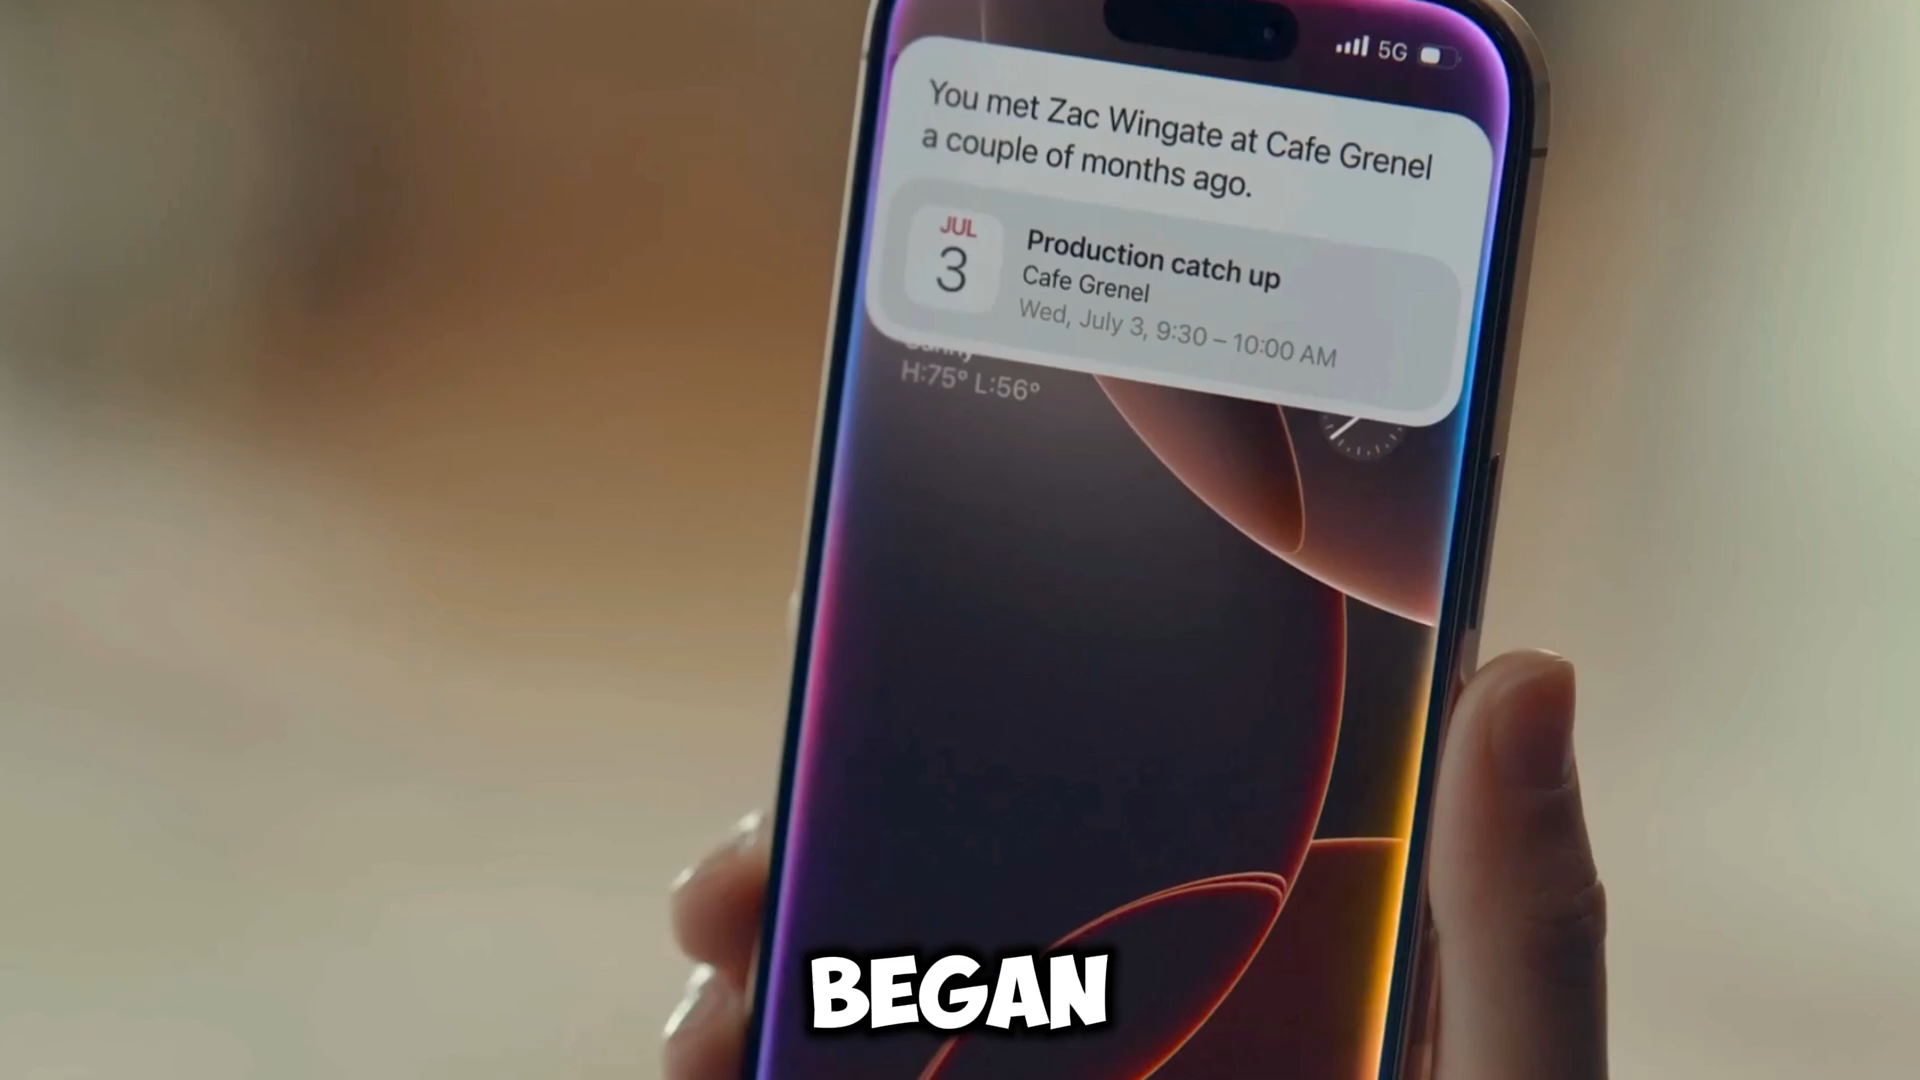 5G
You met Zac Wingate at Cafe Grenel
a couple of months ago.
JUL
3
Production catch up
Cafe Grenel
Wed, July 3, 9:30 – 10:00 AM
Sunny
H:75° L:56°
BEGAN